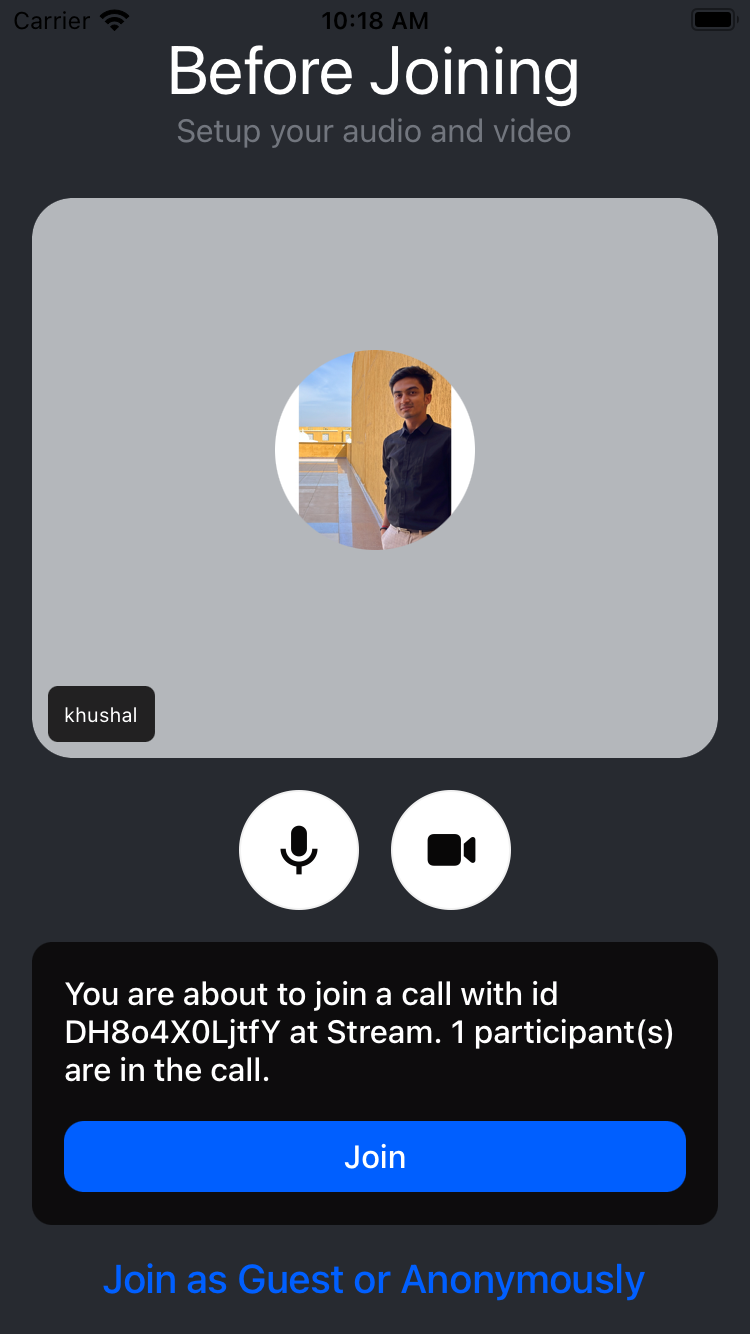 Carrier 10:18 AM
Before Joining
Setup your audio and video
khushal
You are about to join a call with id
DH8o4X0LjtfY at Stream. 1 participant(s)
are in the call.
Join
Join as Guest or Anonymously